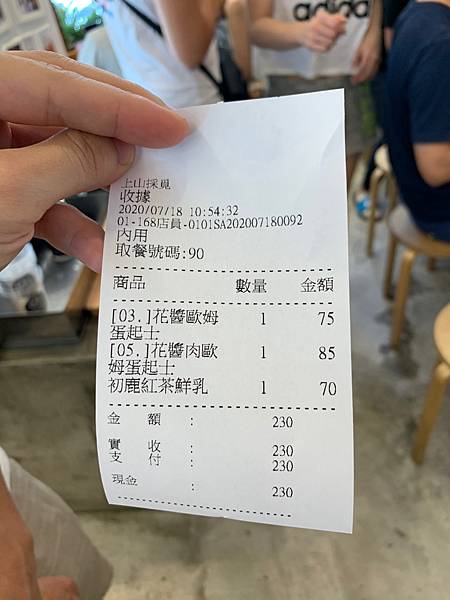 adidas
上山採覓
收據
2020/07/18 10:54:32
01-168店員-0101SA202007180092
內用
取餐號碼:90
商品 數量 金額
[03.]花醬歐姆 1 75
蛋起士
[05.]花醬肉歐 1 85
姆蛋起士
初鹿紅茶鮮乳 1 70
金 額 : 230
實 收 : 230
支 付 : 230
現金 : 230